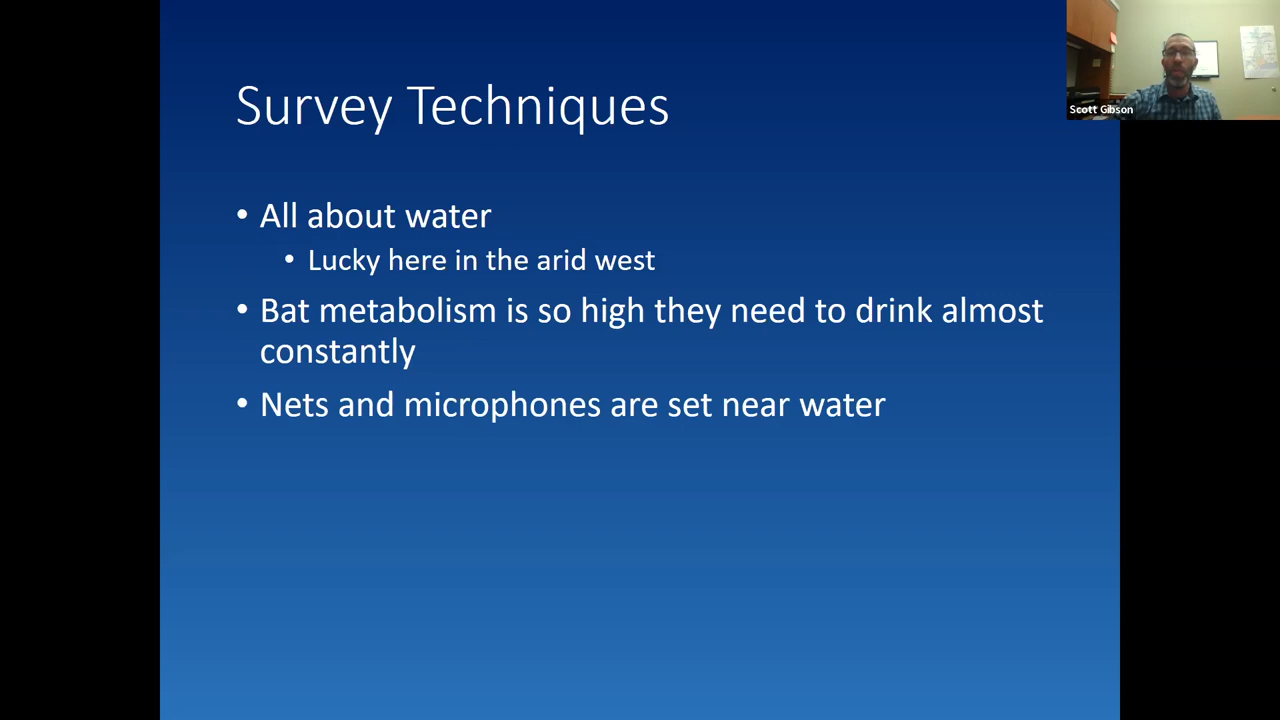 Survey Techniques
• All about water
• Lucky here in the arid west
• Bat metabolism is so high they need to drink almost
constantly
• Nets and microphones are set near water
Scott Gibson